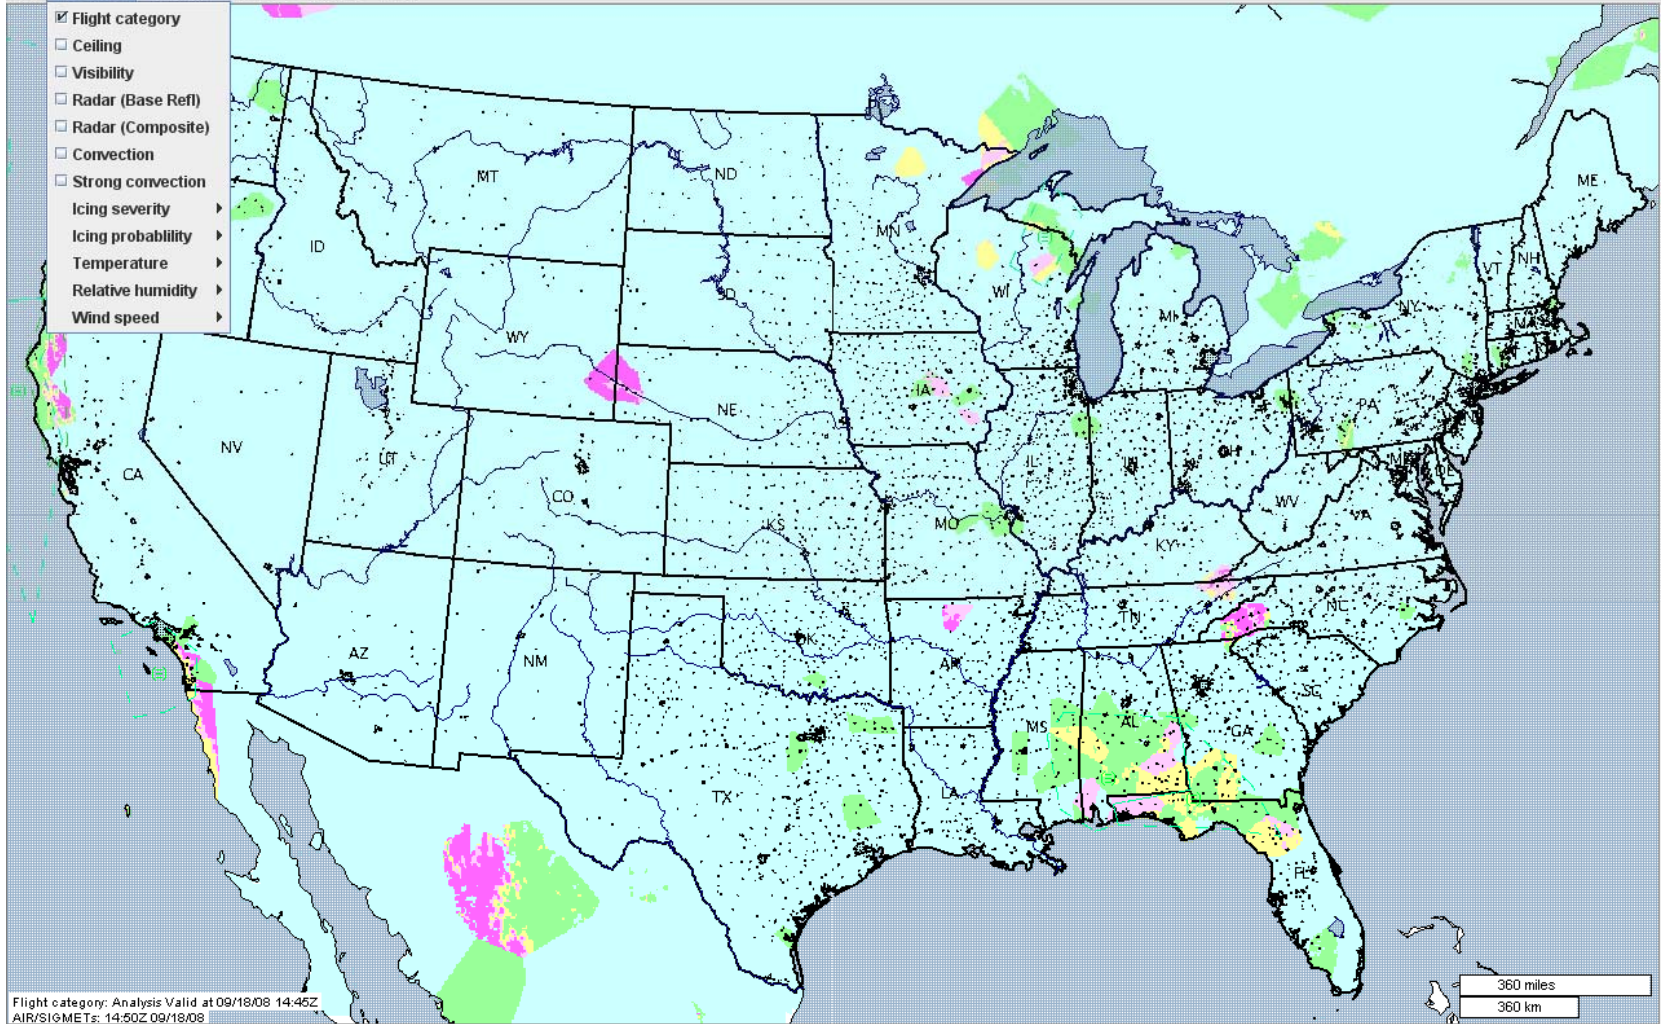 Flight category
Ceiling
Visibility
Radar (Base Refl)
Radar (Composite)
Convection
Strong convection
Icing severity
Icing probablility
Temperature
Relative humidity
Wind speed
MT
ND
ME
ID
MN
VT
NH
SD
WI
NY
WY
MI
MA
NE
IA
PA
NV
CA
UT
IL
IN
OH
MD
DE
CO
WV
KS
MO
VA
KY
TN
NC
AZ
NM
OK
AR
SC
MS
AL
GA
TX
LA
FL
360 miles
360 km
Flight category: Analysis Valid at 09/18/08 14:45Z
AIR/SIGMETs: 14:50Z 09/18/08